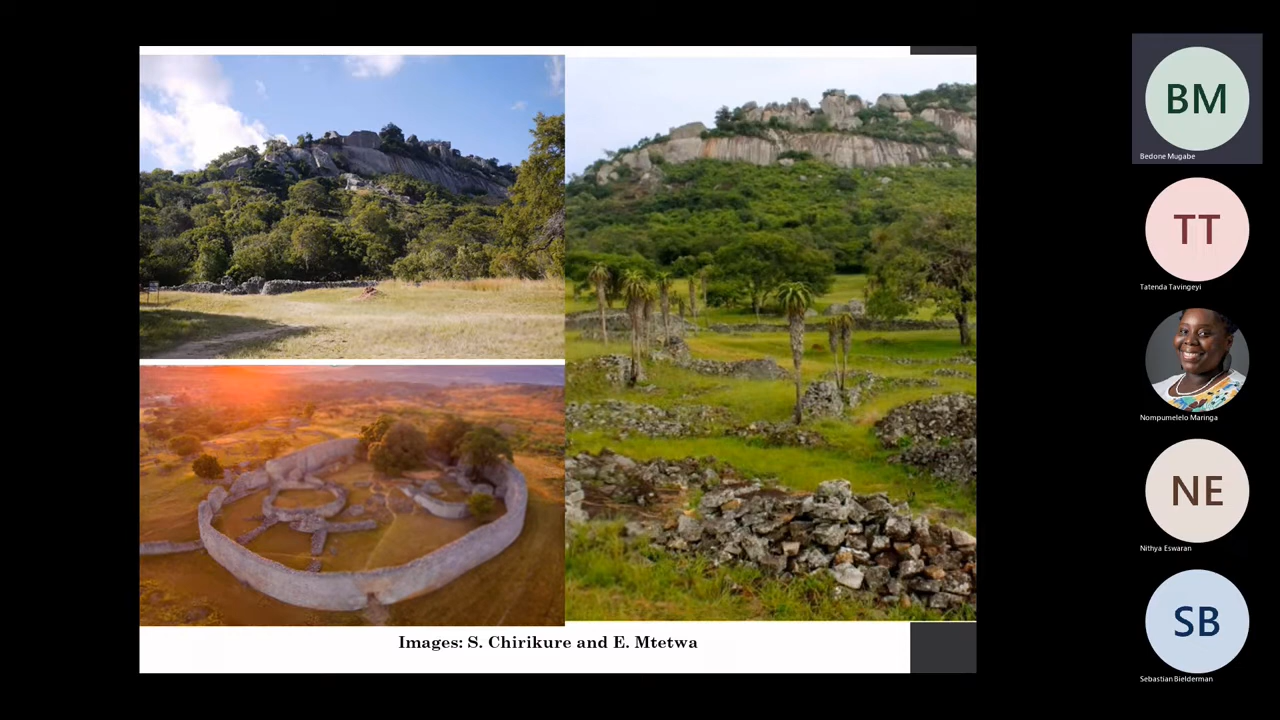 Images: S. Chirikure and E. Mtetwa
BM
Bedone Mugabe
TT
Tatenda Tavingeyi
Nompumelelo Maringa
NE
Nithya Eswaran
SB
Sebastian Bielderman